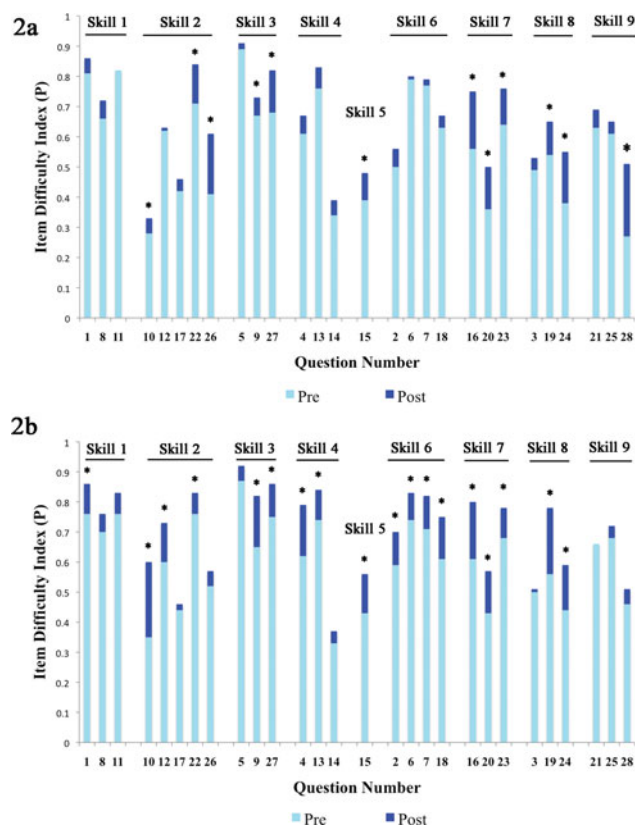 2a
Skill 1 Skill 2 Skill 3 Skill 4 Skill 6 Skill 7 Skill 8 Skill 9
Skill 5
Item Difficulty Index (P)
1
0.9
0.8
0.7
0.6
0.5
0.4
0.3
0.2
0.1
0
* * * * * * * * * * * *
1 8 11 10 12 17 22 26 5 9 27 4 13 14 15 2 6 7 18 16 20 23 3 19 24 21 25 28
Question Number
Pre Post
2b
Skill 1 Skill 2 Skill 3 Skill 4 Skill 6 Skill 7 Skill 8 Skill 9
Skill 5
Item Difficulty Index (P)
1
0.9
0.8
0.7
0.6
0.5
0.4
0.3
0.2
0.1
0
* * * * * * * * * * * * * * * * * *
1 8 11 10 12 17 22 26 5 9 27 4 13 14 15 2 6 7 18 16 20 23 3 19 24 21 25 28
Question Number
Pre Post